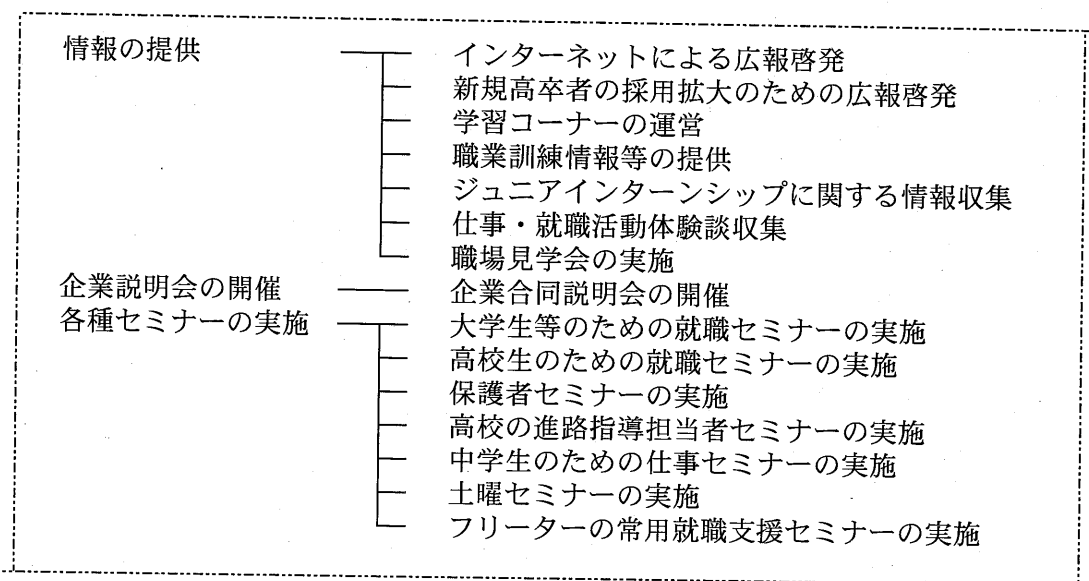 情報の提供 インターネットによる広報啓発
新規高卒者の採用拡大のための広報啓発
学習コーナーの運営
職業訓練情報等の提供
ジュニアインターンシップに関する情報収集
仕事・就職活動体験談収集
職場見学会の実施
企業説明会の開催 企業合同説明会の開催
各種セミナーの実施 大学生等のための就職セミナーの実施
高校生のための就職セミナーの実施
保護者セミナーの実施
高校の進路指導担当者セミナーの実施
中学生のための仕事セミナーの実施
土曜セミナーの実施
フリーターの常用就職支援セミナーの実施